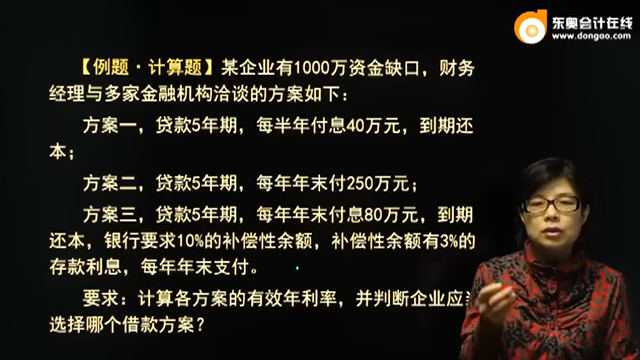 东奥会计在线
www.dongao.com
【例题·计算题】某企业有1000万资金缺口，财务
经理与多家金融机构洽谈的方案如下：
方案一，贷款5年期，每半年付息40万元，到期还
本；
方案二，贷款5年期，每年年末付250万元；
方案三，贷款5年期，每年年末付息80万元，到期
还本，银行要求10%的补偿性余额，补偿性余额有3%的
存款利息，每年年末支付。
要求：计算各方案的有效年利率，并判断企业应当
选择哪个借款方案？